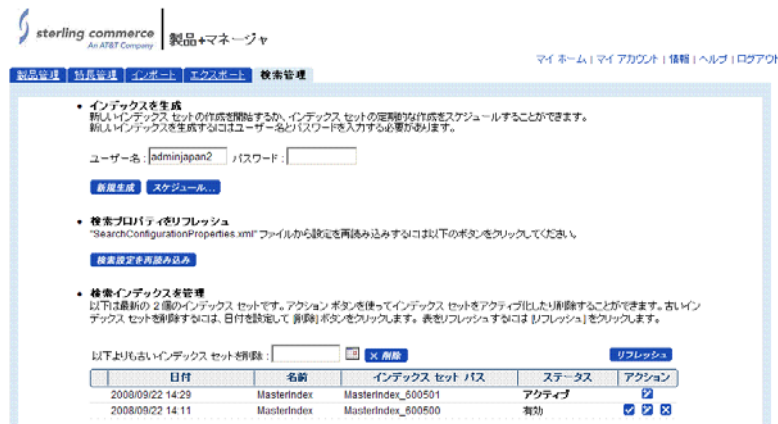 sterling commerce
An AT&T Company
製品+マネージャ
マイ ホーム | マイ アカウント | 情報 | ヘルプ | ログアウト
製品管理 特長管理 インポート エクスポート 検索管理
• インデックスを生成
新しいインデックス セットの作成を開始するか、インデックス セットの定期的な作成をスケジュールすることができます。
新しいインデックスを生成するにはユーザー名とパスワードを入力する必要があります。
ユーザー名 : adminjapan2 パスワード :
新規生成 スケジュール...
• 検索プロパティをリフレッシュ
"SearchConfigurationProperties.xml" ファイルから設定を再読み込みするには以下のボタンをクリックしてください。
検索設定を再読み込み
• 検索インデックスを管理
以下は最新の 2 個のインデックス セットです。アクション ボタンを使ってインデックス セットをアクティブ化したり削除することができます。古いイン
デックス セットを削除するには、日付を設定して [削除] ボタンをクリックします。表をリフレッシュするには [リフレッシュ] をクリックします。
以下よりも古いインデックス セットを削除 : 削除 リフレッシュ
日付 名前 インデックス セット パス ステータス アクション
2008/09/22 14:29 MasterIndex MasterIndex_600501 アクティブ
2008/09/22 14:11 MasterIndex MasterIndex_600500 有効